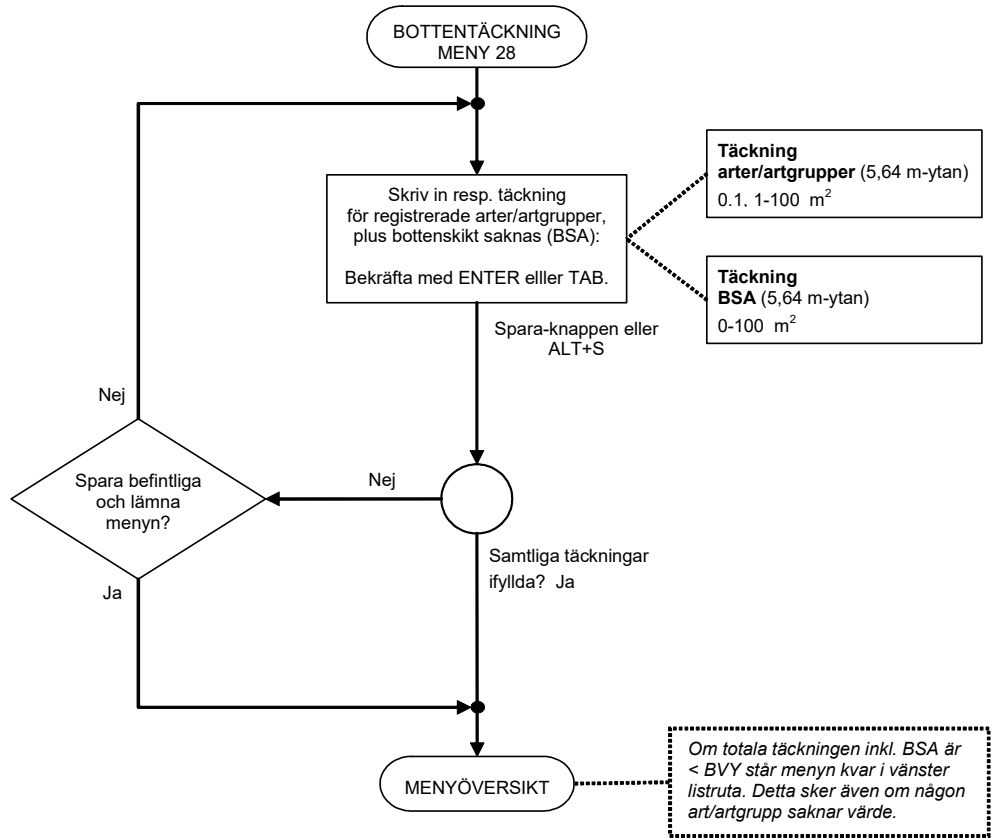 BOTTENTÄCKNING
MENY 28
Täckning
arter/artgrupper (5,64 m-ytan)
0.1, 1-100 m²
Skriv in resp. täckning
för registrerade arter/artgrupper,
plus bottenskikt saknas (BSA):
Bekräfta med ENTER elller TAB.
Täckning
BSA (5,64 m-ytan)
0-100 m²
Spara-knappen eller
ALT+S
Nej
Spara befintliga
och lämna
menyn?
Nej
Samtliga täckningar
ifyllda? Ja
Ja
MENYÖVERSIKT
Om totala täckningen inkl. BSA är
< BVY står menyn kvar i vänster
listruta. Detta sker även om någon
art/artgrupp saknar värde.